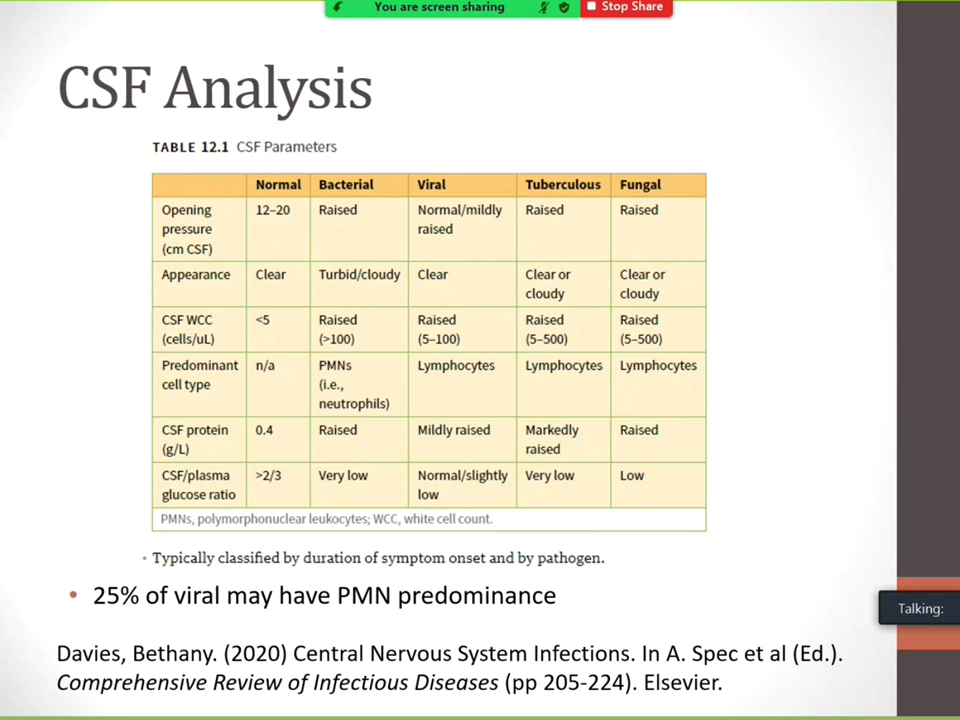 You are screen sharing
Stop Share
CSF Analysis
TABLE 12.1 CSF Parameters
Normal Bacterial Viral Tuberculous Fungal
Opening pressure (cm CSF) 12–20 Raised Normal/mildly raised Raised Raised
Appearance Clear Turbid/cloudy Clear Clear or cloudy Clear or cloudy
CSF WCC (cells/uL) <5 Raised (>100) Raised (5–100) Raised (5–500) Raised (5–500)
Predominant cell type n/a PMNs (i.e., neutrophils) Lymphocytes Lymphocytes Lymphocytes
CSF protein (g/L) 0.4 Raised Mildly raised Markedly raised Raised
CSF/plasma glucose ratio >2/3 Very low Normal/slightly low Very low Low
PMNs, polymorphonuclear leukocytes; WCC, white cell count.
• Typically classified by duration of symptom onset and by pathogen.
• 25% of viral may have PMN predominance
Talking:
Davies, Bethany. (2020) Central Nervous System Infections. In A. Spec et al (Ed.).
Comprehensive Review of Infectious Diseases (pp 205-224). Elsevier.